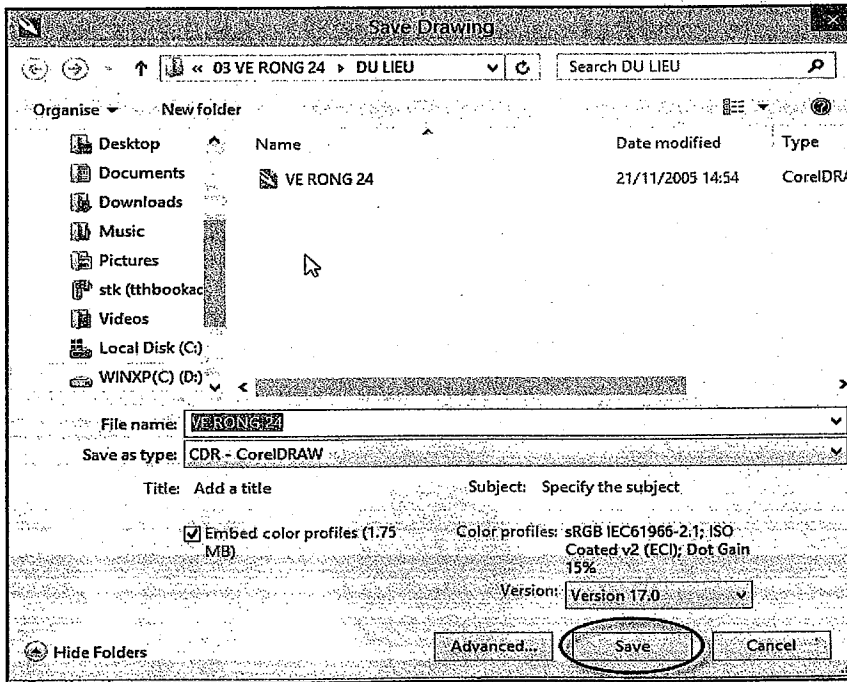 Save Drawing
« 03 VE RONG 24 ▸ DU LIEU
Search DU LIEU
Organise
New folder
Name
Date modified
Type
Desktop
Documents
Downloads
Music
Pictures
stk (tthbookac
Videos
Local Disk (C:)
WINXP(C) (D:)
VE RONG 24
21/11/2005 14:54
CorelDRA
File name: VE RONG 24
Save as type: CDR - CorelDRAW
Title: Add a title
Subject: Specify the subject
Embed color profiles (1.75
MB)
Color profiles: sRGB IEC61966-2.1; ISO
Coated v2 (ECI); Dot Gain
15%
Version: Version 17.0
Hide Folders
Advanced...
Save
Cancel